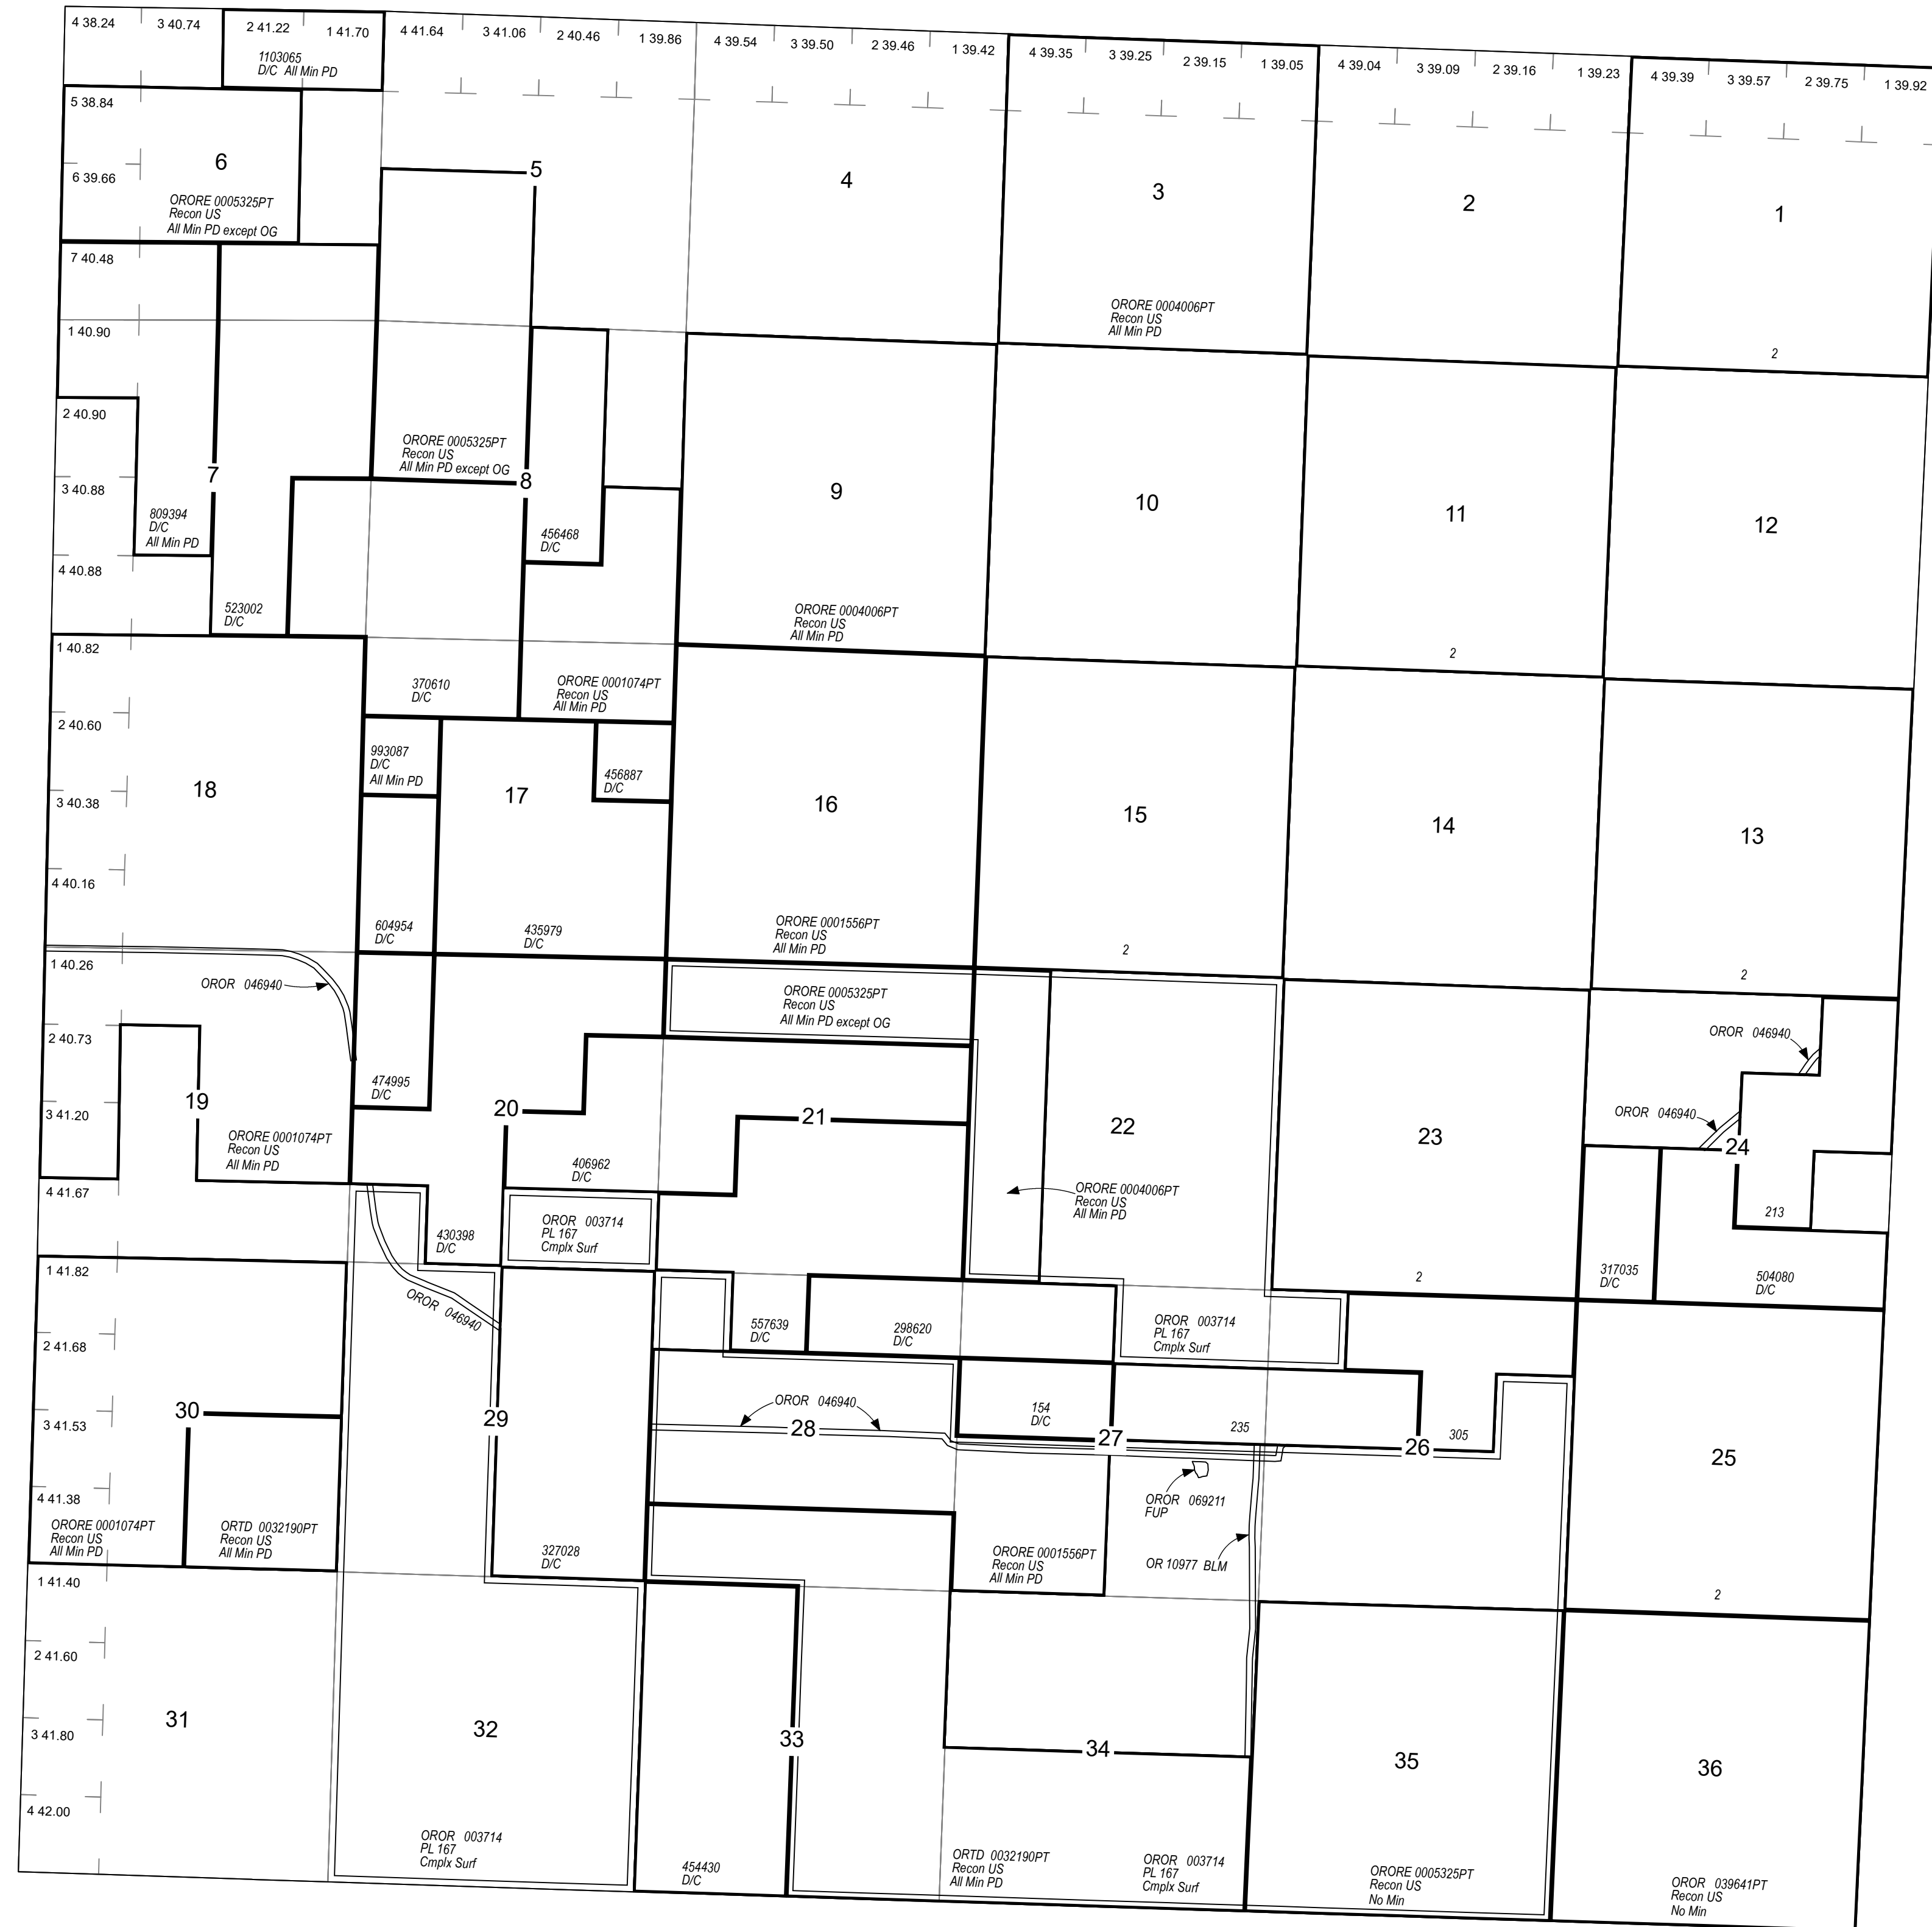 4 38.24
3 40.74
2 41.22
1 41.70
4 41.64
3 41.06
2 40.46
1 39.86
4 39.54
3 39.50
2 39.46
1 39.42
4 39.35
3 39.25
2 39.15
1 39.05
4 39.04
3 39.09
2 39.16
1 39.23
4 39.39
3 39.57
2 39.75
1 39.92
1103065
D/C All Min PD
5 38.84
6 39.66
6
ORORE 0005325PT
Recon US
All Min PD except OG
5
4
3
2
1
ORORE 0004006PT
Recon US
All Min PD
2
7 40.48
1 40.90
2 40.90
3 40.88
4 40.88
7
809394
D/C
All Min PD
523002
D/C
ORORE 0005325PT
Recon US
All Min PD except OG
8
456468
D/C
9
ORORE 0004006PT
Recon US
All Min PD
10
11
2
12
1 40.82
2 40.60
3 40.38
4 40.16
18
370610
D/C
ORORE 0001074PT
Recon US
All Min PD
993087
D/C
All Min PD
17
456887
D/C
604954
D/C
435979
D/C
16
ORORE 0001556PT
Recon US
All Min PD
15
2
14
13
2
1 40.26
2 40.73
3 41.20
4 41.67
OROR 046940
19
ORORE 0001074PT
Recon US
All Min PD
474995
D/C
20
406962
D/C
430398
D/C
OROR 003714
PL 167
Cmplx Surf
ORORE 0005325PT
Recon US
All Min PD except OG
21
22
ORORE 0004006PT
Recon US
All Min PD
23
2
OROR 046940
OROR 046940
24
213
317035
D/C
504080
D/C
1 41.82
2 41.68
3 41.53
4 41.38
30
ORORE 0001074PT
Recon US
All Min PD
ORTD 0032190PT
Recon US
All Min PD
OROR 046940
29
327028
D/C
557639
D/C
298620
D/C
OROR 046940
28
OROR 003714
PL 167
Cmplx Surf
154
D/C
27
235
305
26
25
2
OROR 069211
FUP
OR 10977 BLM
ORORE 0001556PT
Recon US
All Min PD
1 41.40
2 41.60
3 41.80
4 42.00
31
32
OROR 003714
PL 167
Cmplx Surf
33
454430
D/C
34
ORTD 0032190PT
Recon US
All Min PD
OROR 003714
PL 167
Cmplx Surf
35
ORORE 0005325PT
Recon US
No Min
36
OROR 039641PT
Recon US
No Min